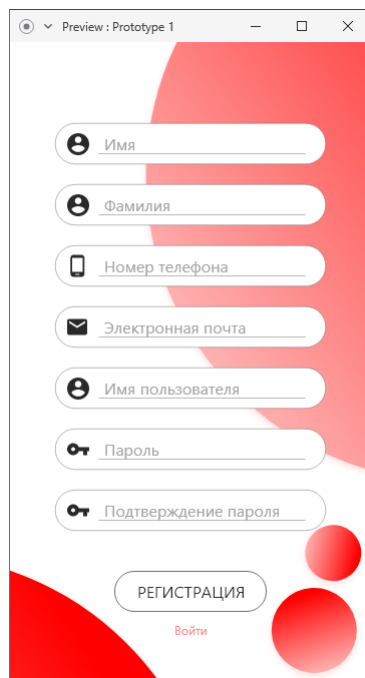 Preview : Prototype 1
Имя
Фамилия
Номер телефона
Электронная почта
Имя пользователя
Пароль
Подтверждение пароля
РЕГИСТРАЦИЯ
Войти